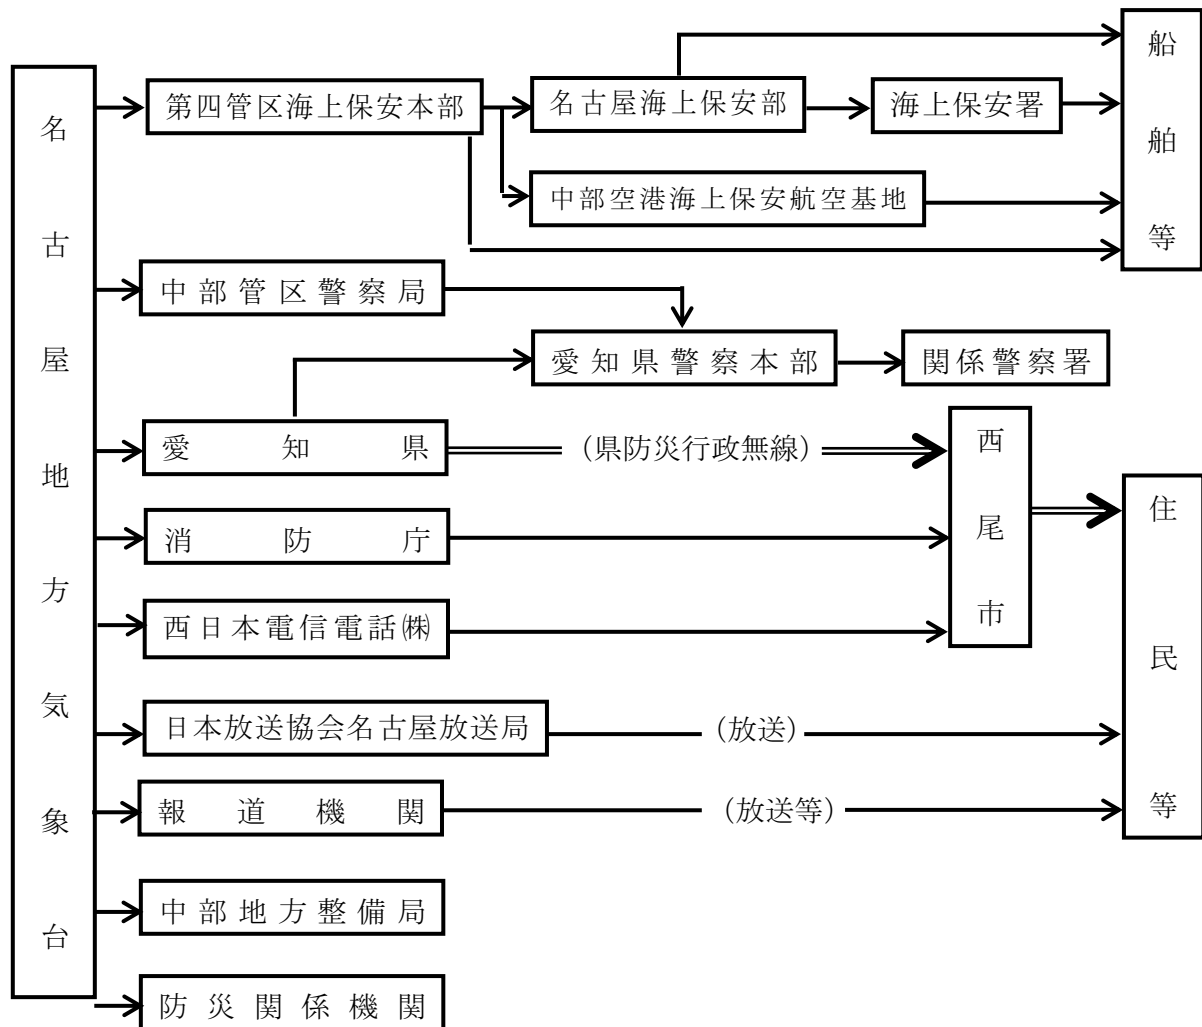 名古屋地方気象台
第四管区海上保安本部
名古屋海上保安部
海上保安署
中部空港海上保安航空基地
船舶等
中部管区警察局
愛知県警察本部
関係警察署
愛知県
（県防災行政無線）
西尾市
消防庁
西日本電信電話㈱
住民等
日本放送協会名古屋放送局
（放送）
報道機関
（放送等）
中部地方整備局
防災関係機関